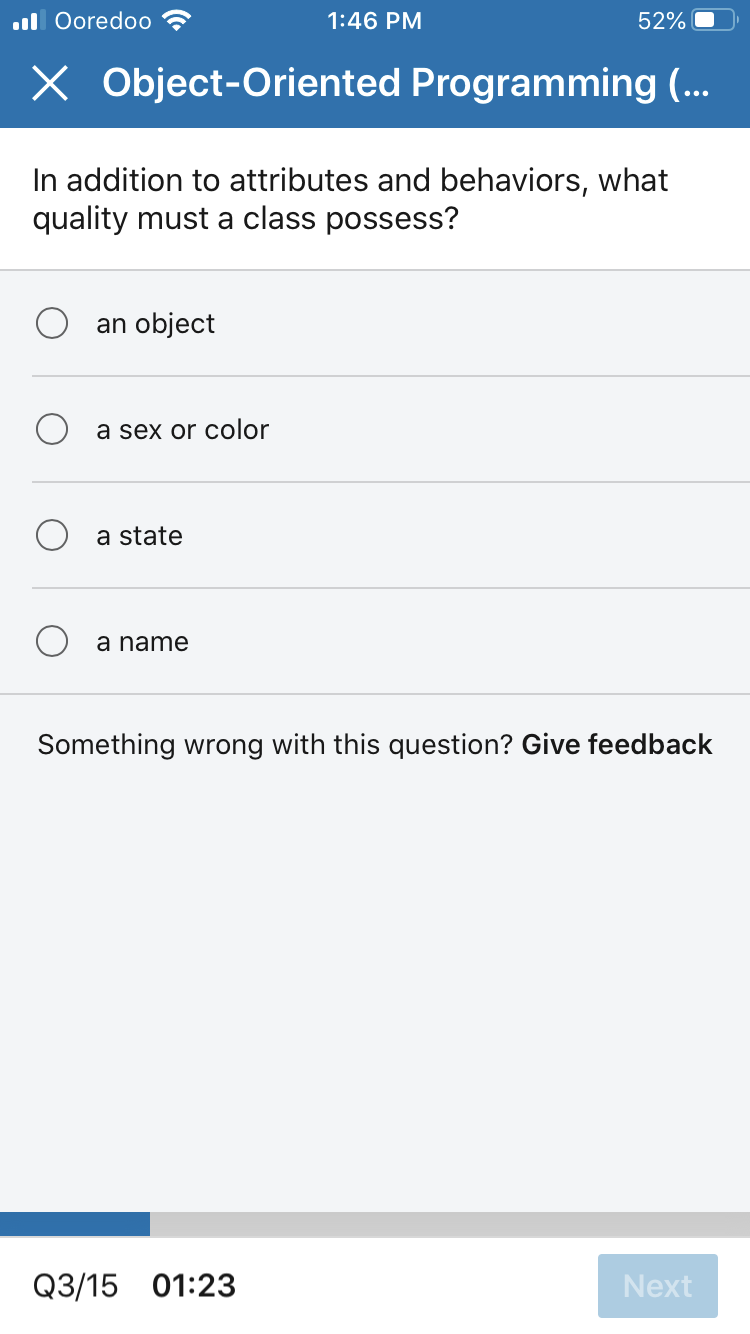 Ooredoo 1:46 PM 52%
Object-Oriented Programming (...
In addition to attributes and behaviors, what
quality must a class possess?
an object
a sex or color
a state
a name
Something wrong with this question? Give feedback
Q3/15 01:23 Next